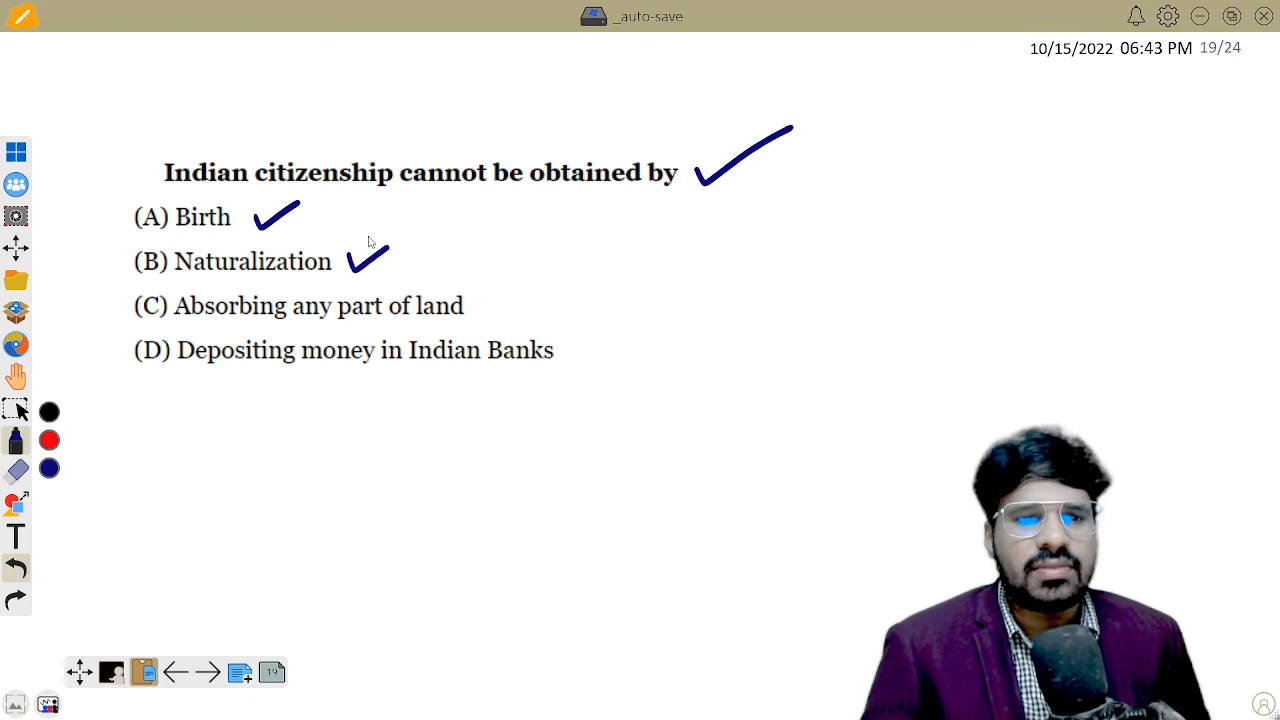 _auto-save
10/15/2022 06:43 PM 19/24
Indian citizenship cannot be obtained by
(A) Birth
(B) Naturalization
(C) Absorbing any part of land
(D) Depositing money in Indian Banks
T
19